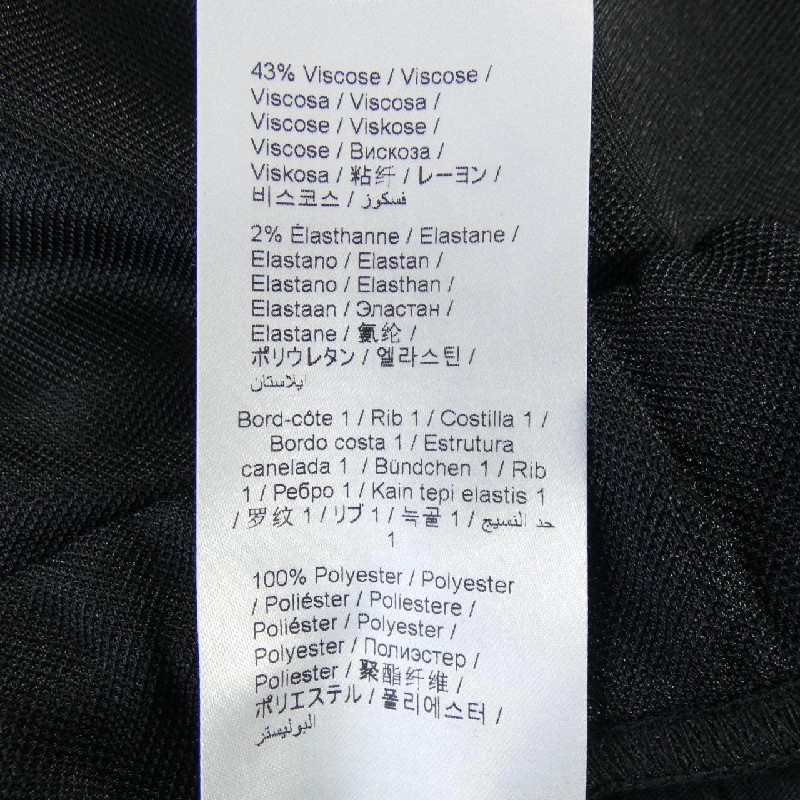 43% Viscose / Viscose /
Viscosa / Viscosa /
Viscose / Viskose /
Viscose / Вискоза /
Viskosa / 粘纤 / レーヨン /
비스코스 / فسكوز
2% Élasthanne / Elastane /
Elastano / Elastan /
Elastano / Elasthan /
Elastaan / Эластан /
Elastane / 氨纶 /
ポリウレタン / 엘라스틴 /
ايلاستان
Bord-côte 1 / Rib 1 / Costilla 1 /
Bordo costa 1 / Estrutura
canelada 1 / Bündchen 1 / Rib
1 / Ребро 1 / Kain tepi elastis 1
/ 罗纹 1 / リブ 1 / 늑골 1 / حد النسيج
1
100% Polyester / Polyester
/ Poliéster / Poliestere /
Poliéster / Polyester /
Polyester / Полиэстер /
Poliester / 聚酯纤维 /
ポリエステル / 폴리에스터 /
البوليستر